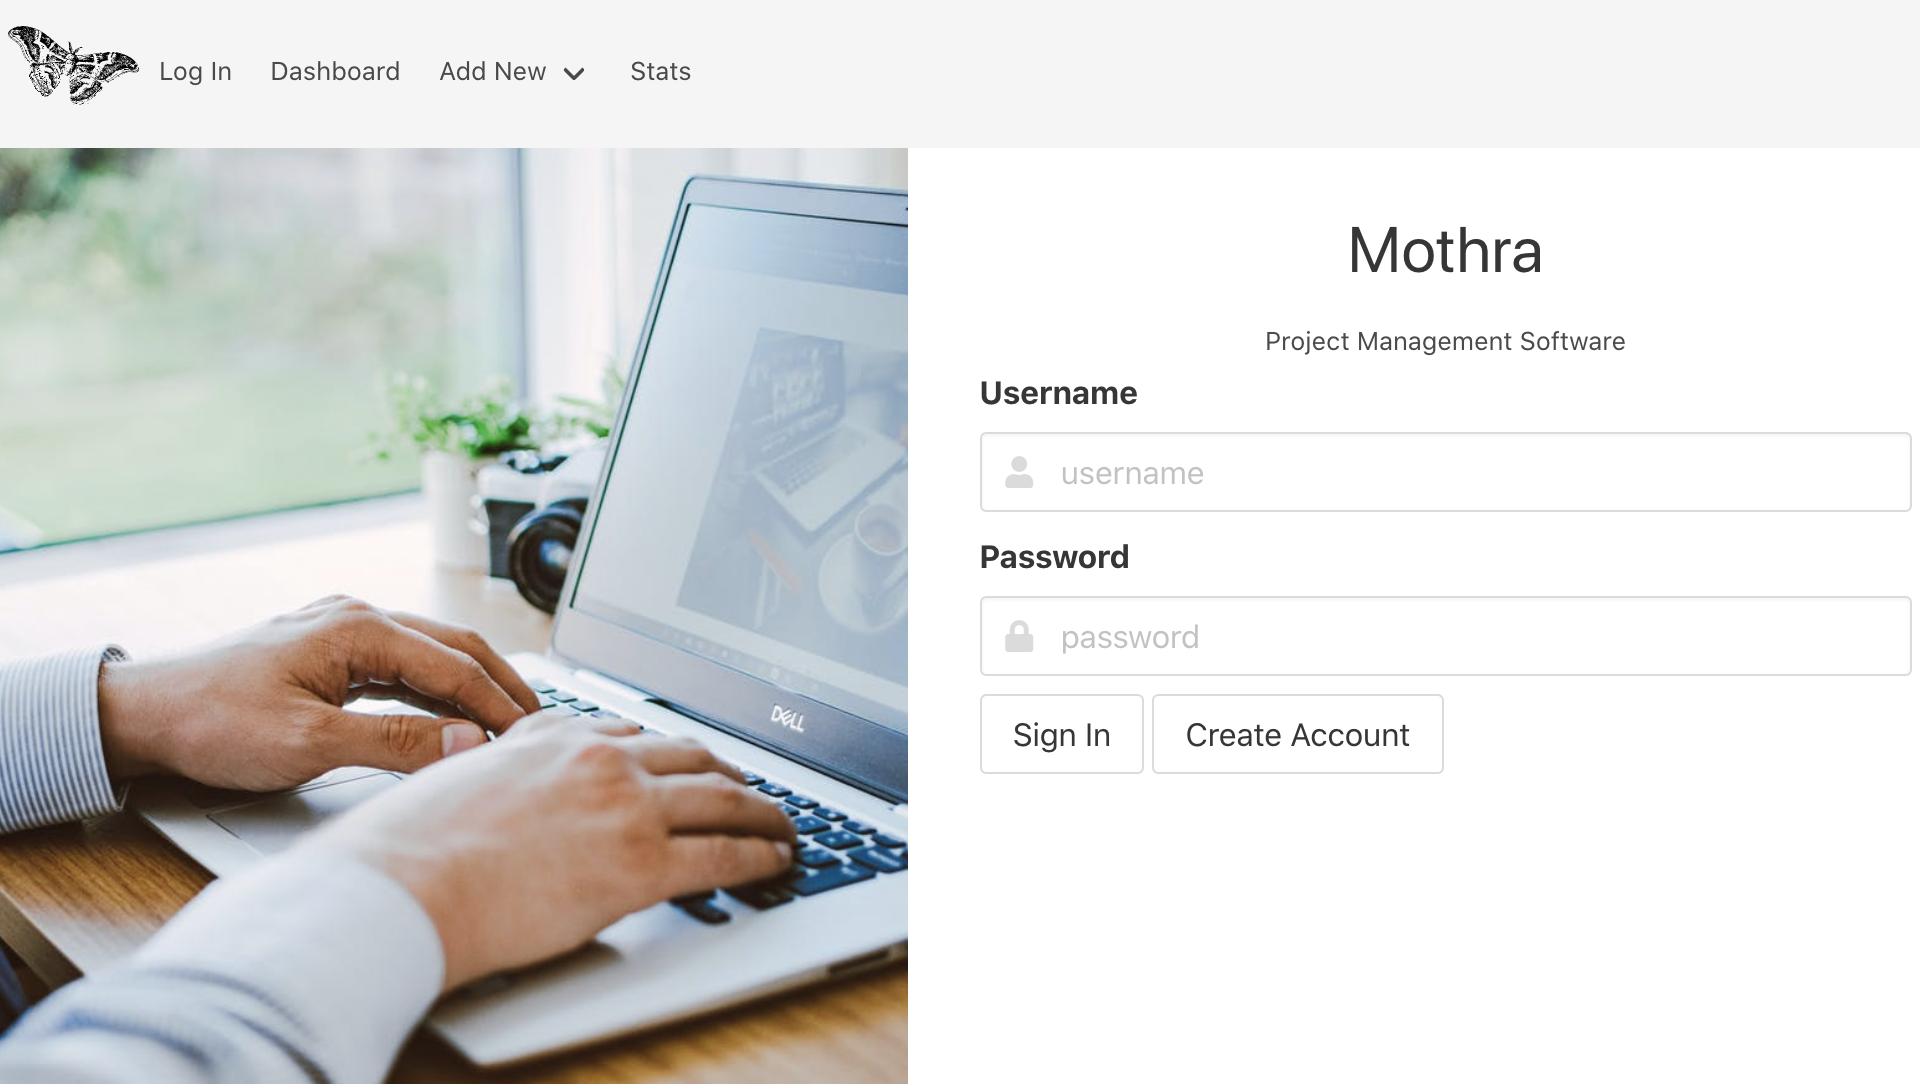 Log In Dashboard Add New Stats
Mothra
Project Management Software
Username
username
Password
password
Sign In Create Account
DELL